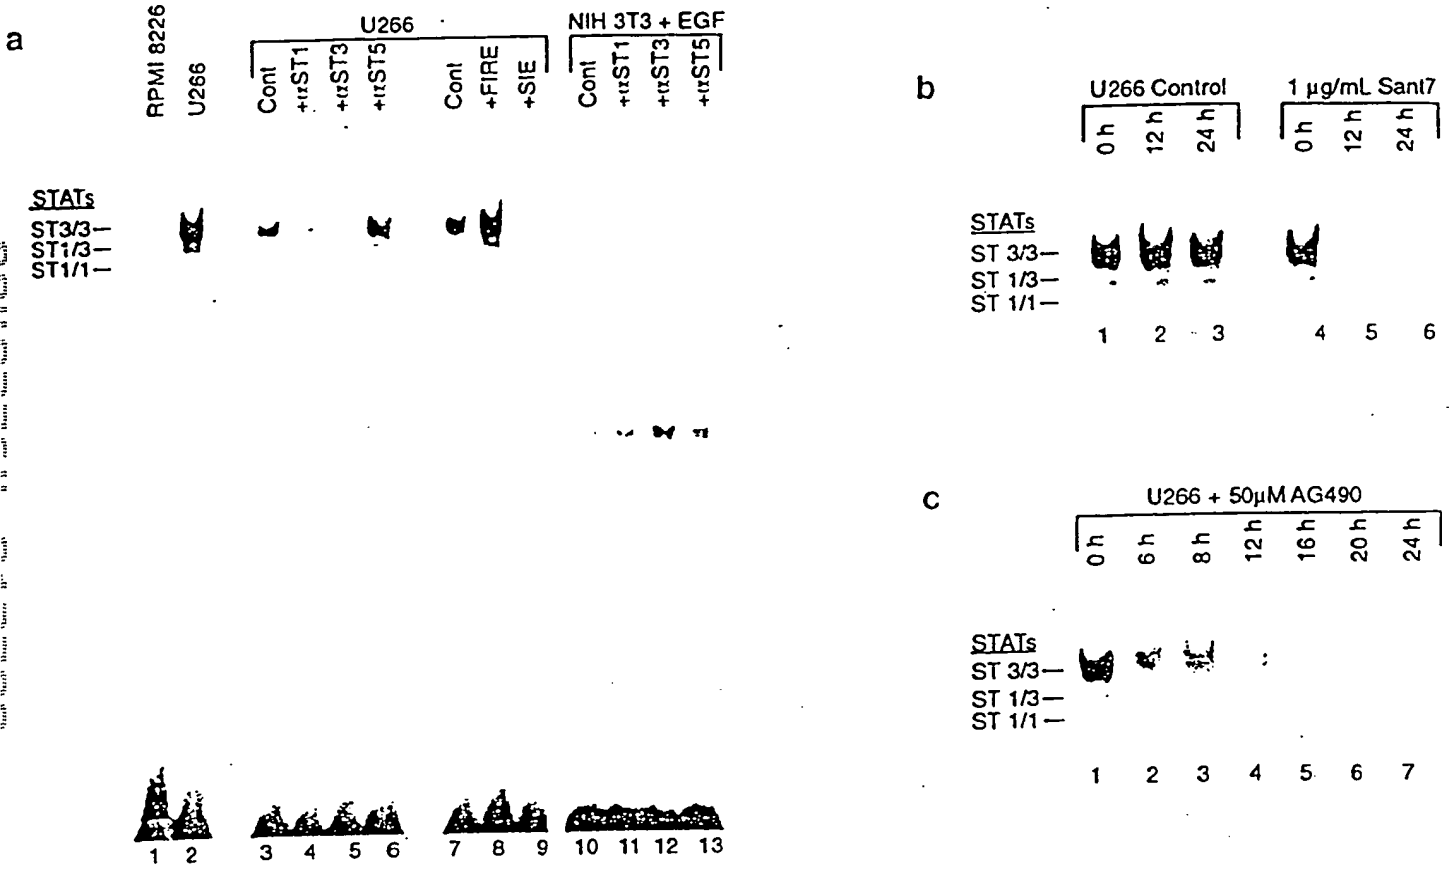 a
U266
NIH 3T3 + EGF
RPMI 8226
U266
Cont
+αST1
+αST3
+αST5
Cont
+FIRE
+SIE
Cont
+αST1
+αST3
+αST5
STATs
ST3/3
ST1/3
ST1/1
1 2 3 4 5 6 7 8 9 10 11 12 13
b
U266 Control
1 µg/mL Sant7
0 h
12 h
24 h
0 h
12 h
24 h
STATs
ST 3/3
ST 1/3
ST 1/1
1 2 3 4 5 6
c
U266 + 50µM AG490
0 h
6 h
8 h
12 h
16 h
20 h
24 h
STATs
ST 3/3
ST 1/3
ST 1/1
1 2 3 4 5 6 7